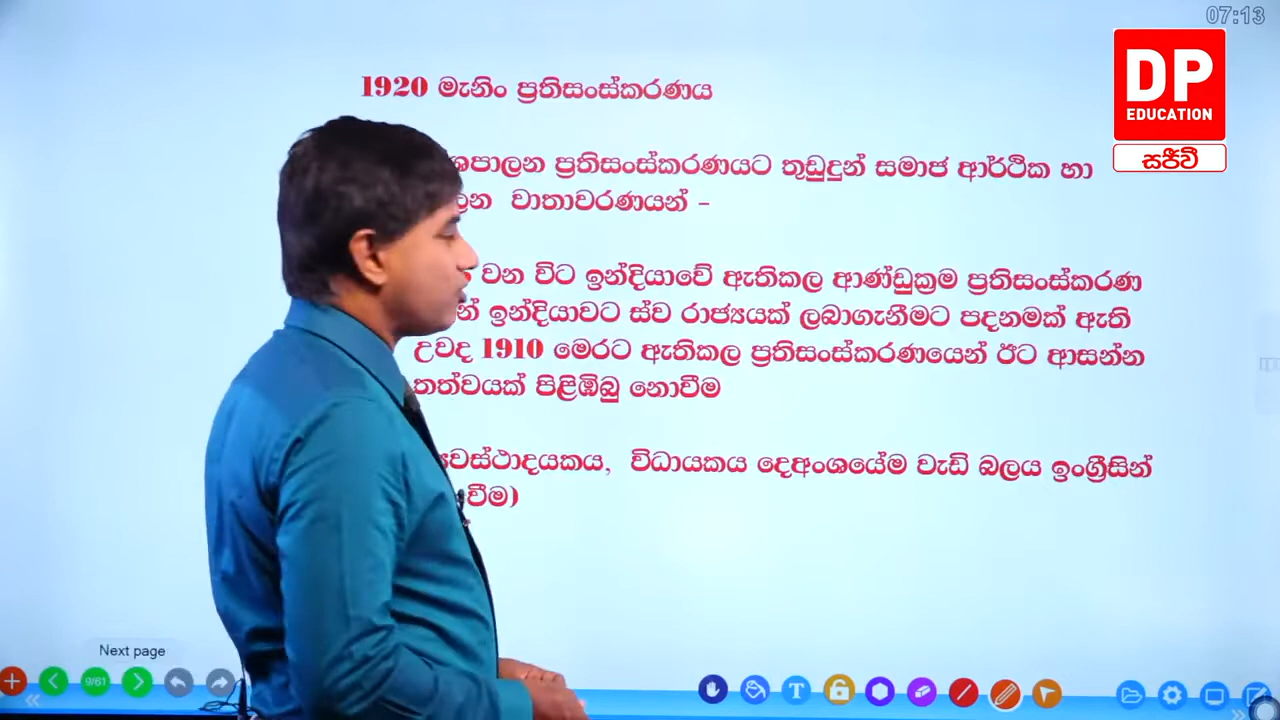 07:13
DP
EDUCATION
සජීවී
1920 මැනිං ප්‍රතිසංස්කරණය
ප්‍රතිසංස්කරණයට තුඩුදුන් සමාජ ආර්ථික හා
වාතාවරණයන් -
වන විට ඉන්දියාවේ ඇතිකල ආණ්ඩුක්‍රම ප්‍රතිසංස්කරණ
ඉන්දියාවට ස්ව රාජ්‍යයක් ලබාගැනීමට පදනමක් ඇති
උවද 1910 මෙරට ඇතිකල ප්‍රතිසංස්කරණයෙන් ඊට ආසන්න
තත්වයක් පිළිඹිබු නොවීම
විධායකය දෙඅංශයේම වැඩි බලය ඉංග්‍රීසින්
Next page
9/61